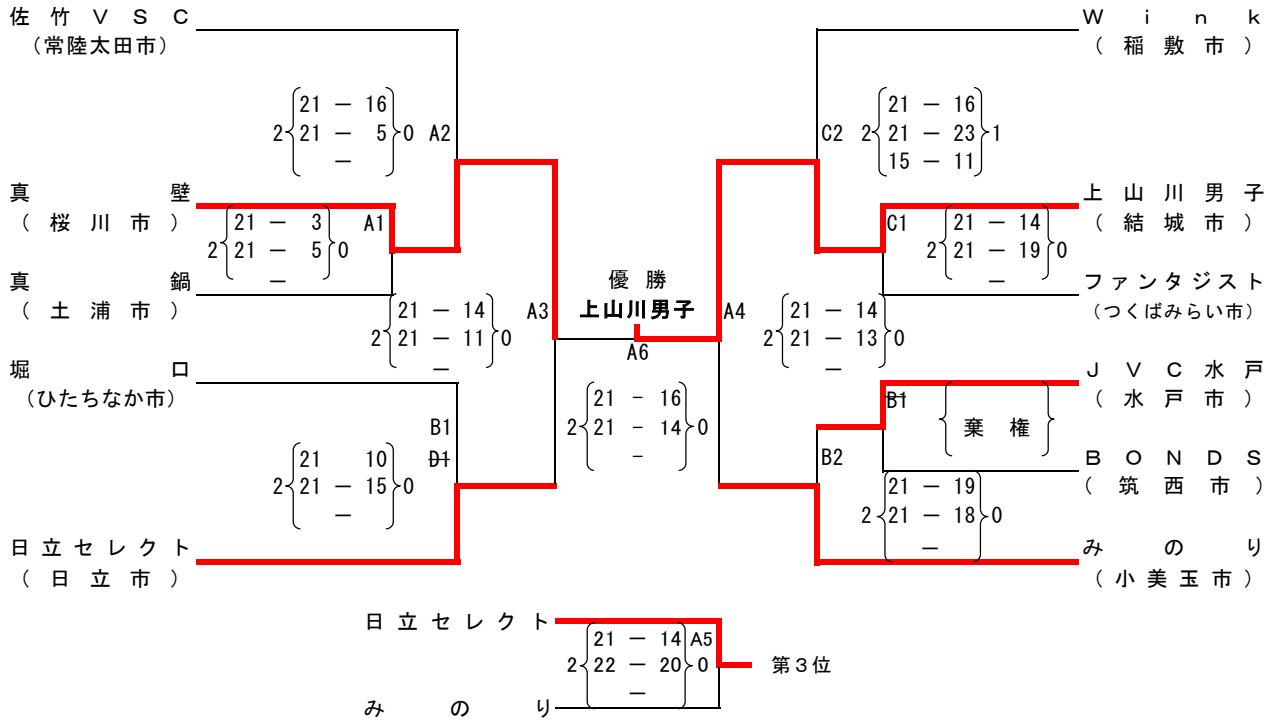 佐竹ＶＳＣ
（常陸太田市）
2 21 － 16 0 A2
21 － 5
－
真壁
（桜川市）
2 21 － 3 0 A1
21 － 5
－
真鍋
（土浦市）
2 21 － 14 0 A3
21 － 11
－
堀口
（ひたちなか市）
B1
D1
2 21 10 0
21 － 15
－
日立セレクト
（日立市）
優勝
上山川男子
A6
2 21 - 16 0
21 - 14
-
Ｗｉｎｋ
（稲敷市）
C2 2 21 － 16 1
21 － 23
15 － 11
上山川男子
（結城市）
C1 2 21 － 14 0
21 － 19
－
ファンタジスト
（つくばみらい市）
A4 2 21 － 14 0
21 － 13
－
ＪＶＣ水戸
（水戸市）
B1
棄権
ＢＯＮＤＳ
（筑西市）
B2
2 21 － 19 0
21 － 18
－
みのり
（小美玉市）
日立セレクト
2 21 － 14 0 A5
22 － 20
－
第３位
みのり